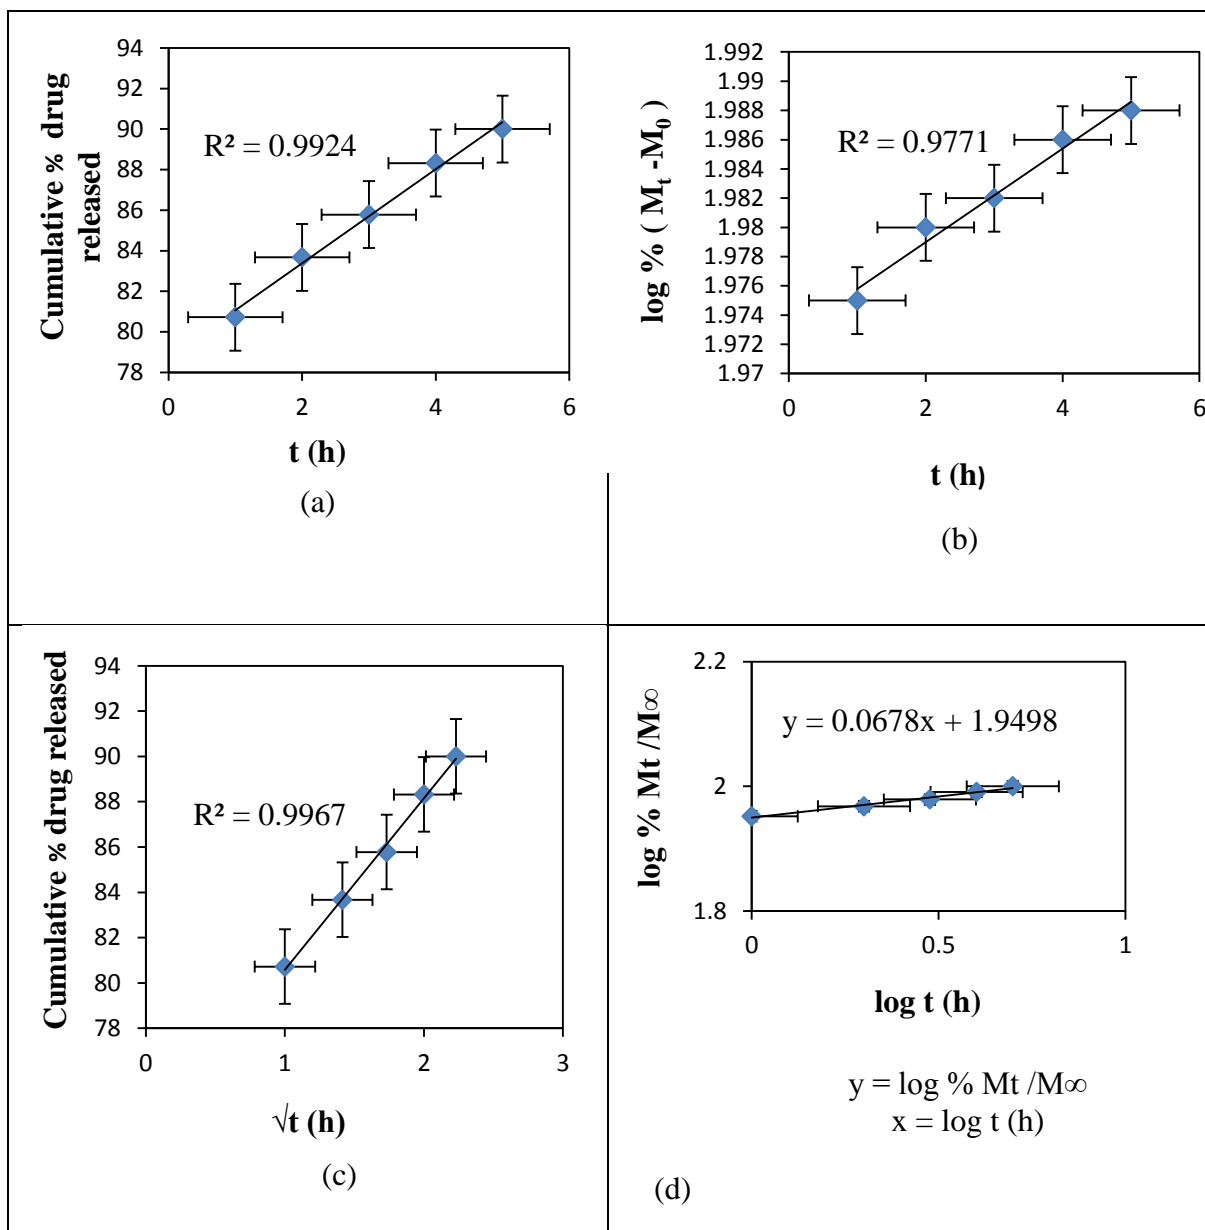 Cumulative % drug
released
94
92
90
88
86
84
82
80
78
R² = 0.9924
0
2
4
6
t (h)
(a)
log % ( M_t -M_0 )
1.992
1.99
1.988
1.986
1.984
1.982
1.98
1.978
1.976
1.974
1.972
1.97
R² = 0.9771
0
2
4
6
t (h)
(b)
Cumulative % drug released
94
92
90
88
86
84
82
80
78
R² = 0.9967
0
1
2
3
√t (h)
(c)
log % Mt /M∞
2.2
2
1.8
y = 0.0678x + 1.9498
0
0.5
1
log t (h)
y = log % Mt /M∞
x = log t (h)
(d)